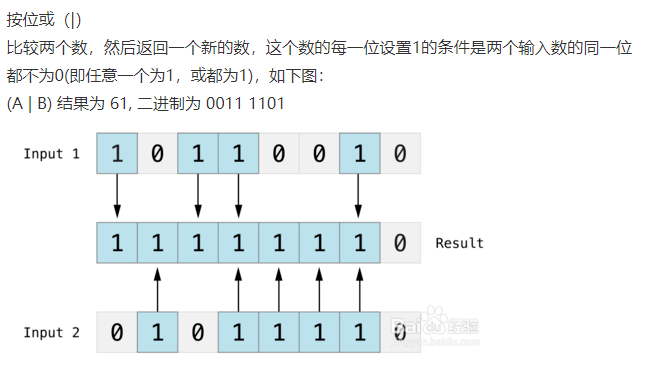 按位或（|）
比较两个数，然后返回一个新的数，这个数的每一位设置1的条件是两个输入数的同一位
都不为0(即任意一个为1，或都为1)，如下图：
(A | B) 结果为 61, 二进制为 0011 1101
Input 1 1 0 1 1 0 0 1 0
1 1 1 1 1 1 1 0 Result
Input 2 0 1 0 1 1 1 1 0
Baidu 经验
jingyan.baidu.com